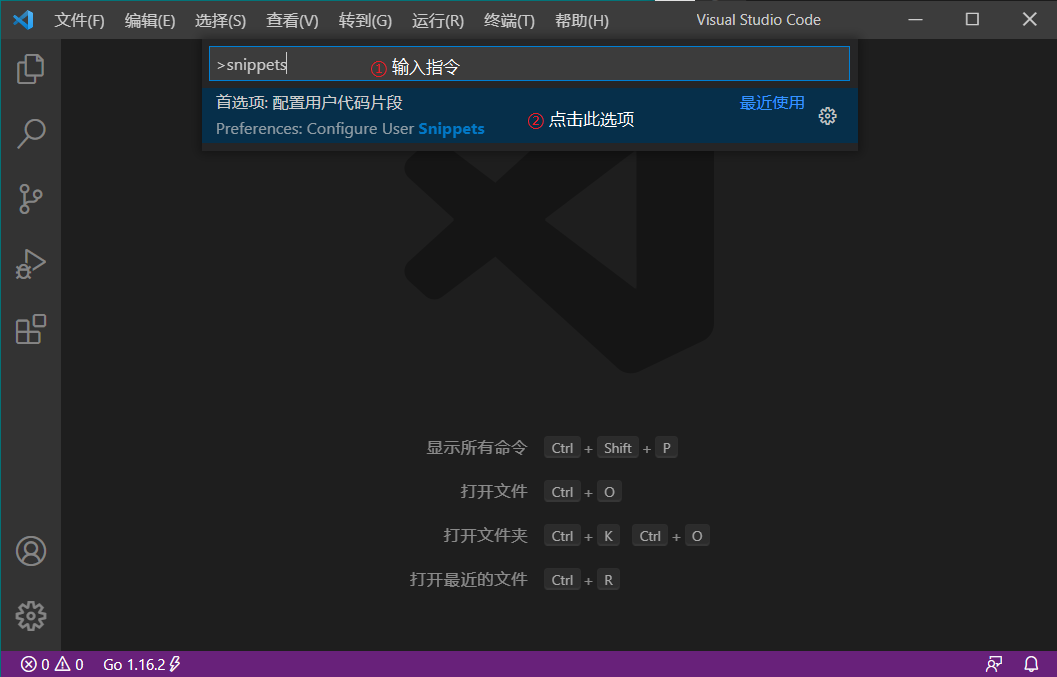 文件(F) 编辑(E) 选择(S) 查看(V) 转到(G) 运行(R) 终端(T) 帮助(H) Visual Studio Code
>snippets ① 输入指令
首选项: 配置用户代码片段 最近使用
Preferences: Configure User Snippets ② 点击此选项
显示所有命令 Ctrl + Shift + P
打开文件 Ctrl + O
打开文件夹 Ctrl + K Ctrl + O
打开最近的文件 Ctrl + R
0 0 Go 1.16.2